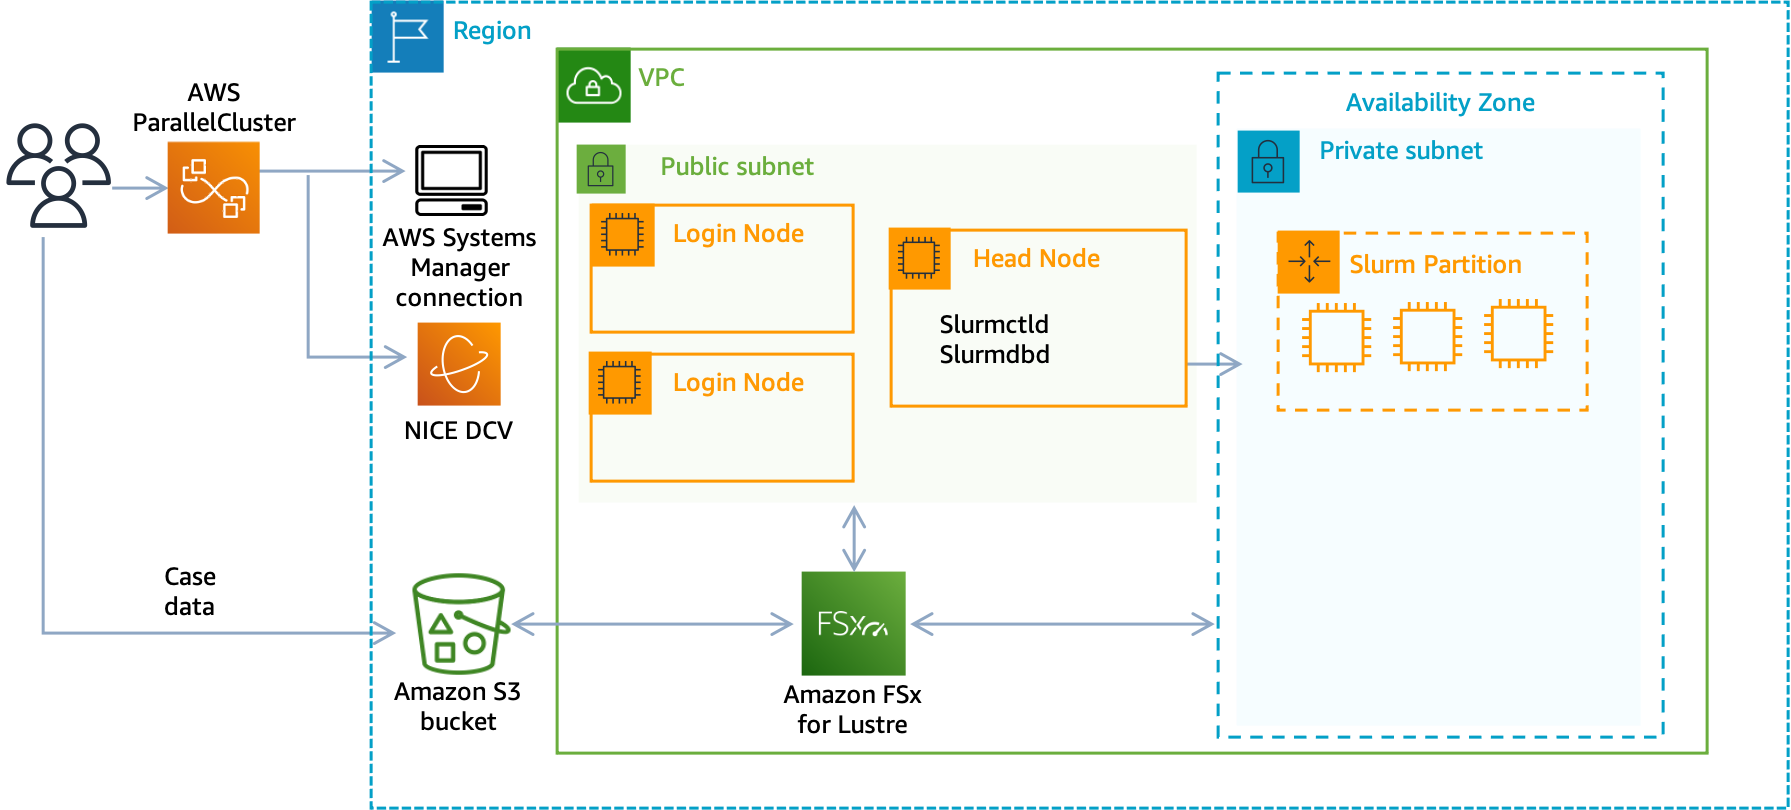 Region
VPC
AWS
ParallelCluster
Availability Zone
Public subnet
Private subnet
AWS Systems
Manager
connection
Login Node
Head Node
Slurm Partition
Slurmctld
Slurmdbd
Login Node
NICE DCV
Case
data
FSx
Amazon S3
bucket
Amazon FSx
for Lustre